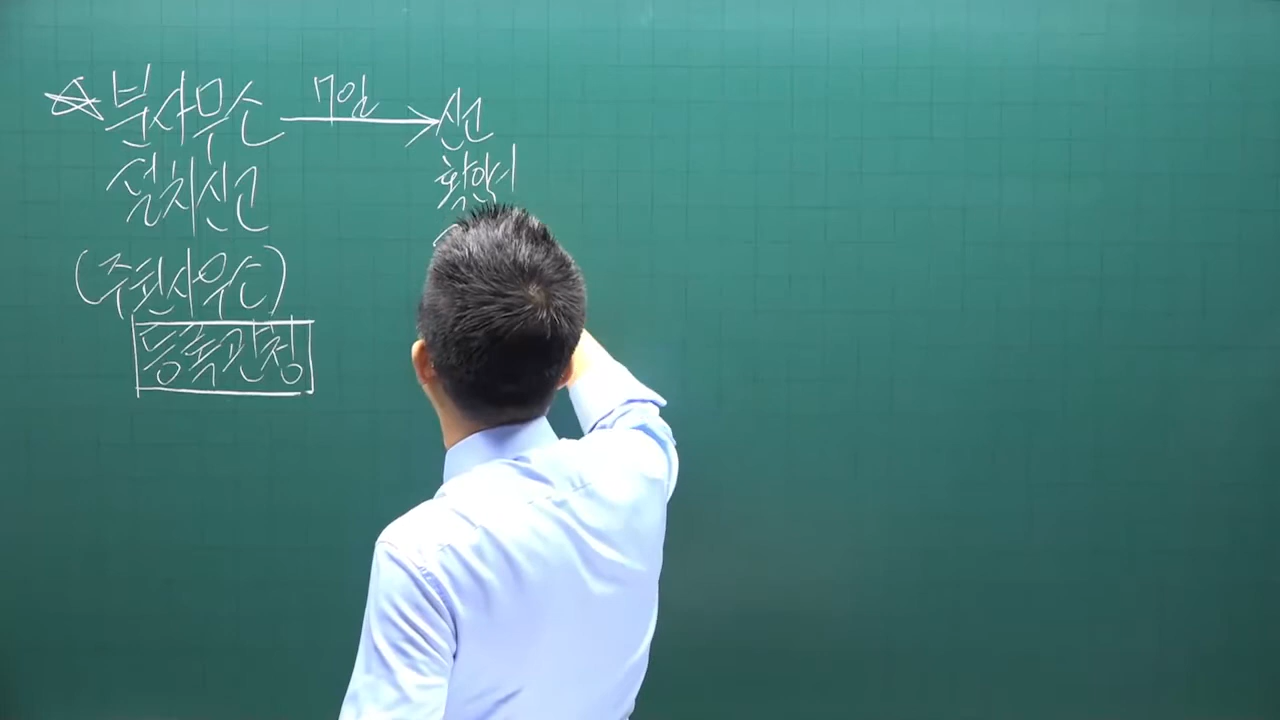 ☆분사무소 7일 → 신고
설치신고 확인서
(주된사무소)
등록관청